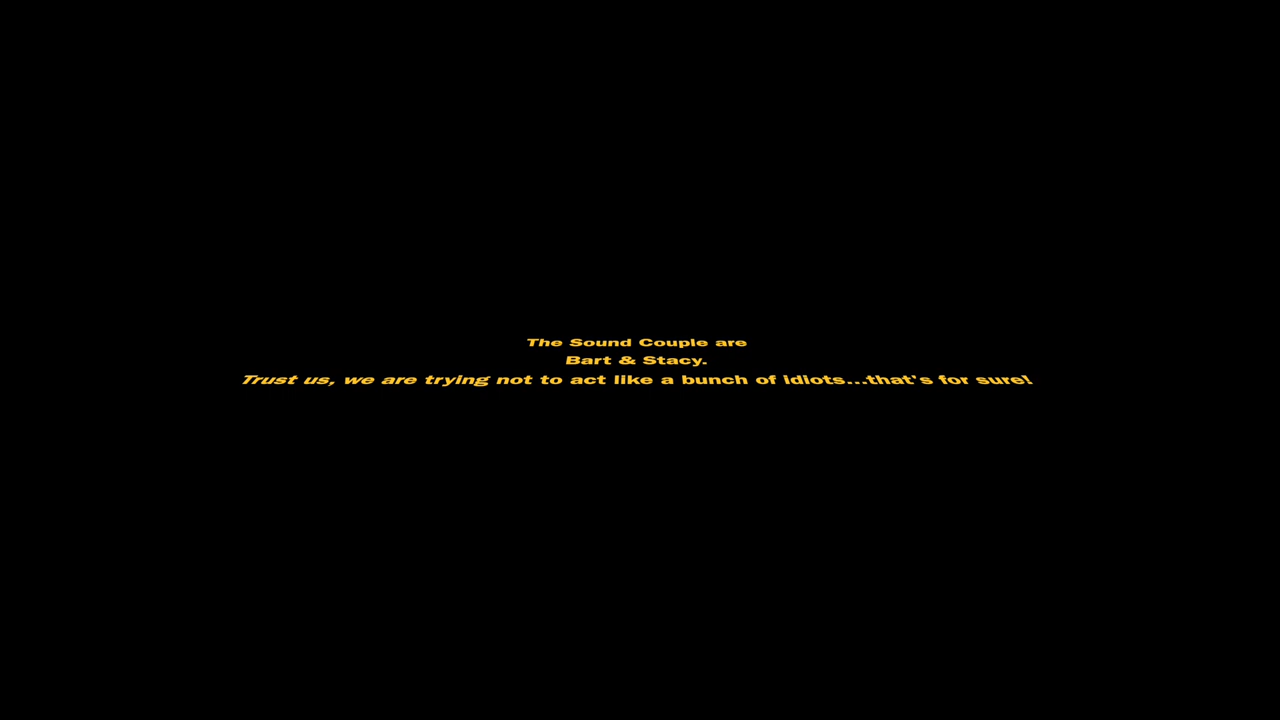 The Sound Couple are
Bart & Stacy.
Trust us, we are trying not to act like a bunch of idiots...that's for sure!